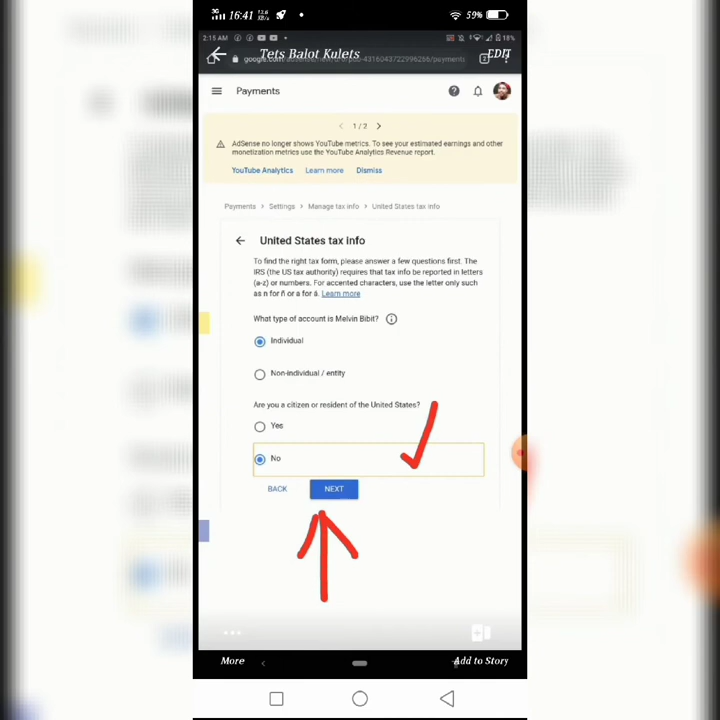 3G 16:41 59%
2:15 AM 18%
Tets Balot Kulets EDIT
Payments
1 / 2
AdSense no longer shows YouTube metrics. To see your estimated earnings and other
monetization metrics use the YouTube Analytics Revenue report.
YouTube Analytics Learn more Dismiss
Payments > Settings > Manage tax info > United States tax info
United States tax info
To find the right tax form, please answer a few questions first. The
IRS (the US tax authority) requires that tax info be reported in letters
(a-z) or numbers. For accented characters, use the letter only such
as n for ñ or a for á. Learn more
What type of account is Melvin Bibit?
Individual
Non-individual / entity
Are you a citizen or resident of the United States?
Yes
No
BACK NEXT
More Add to Story